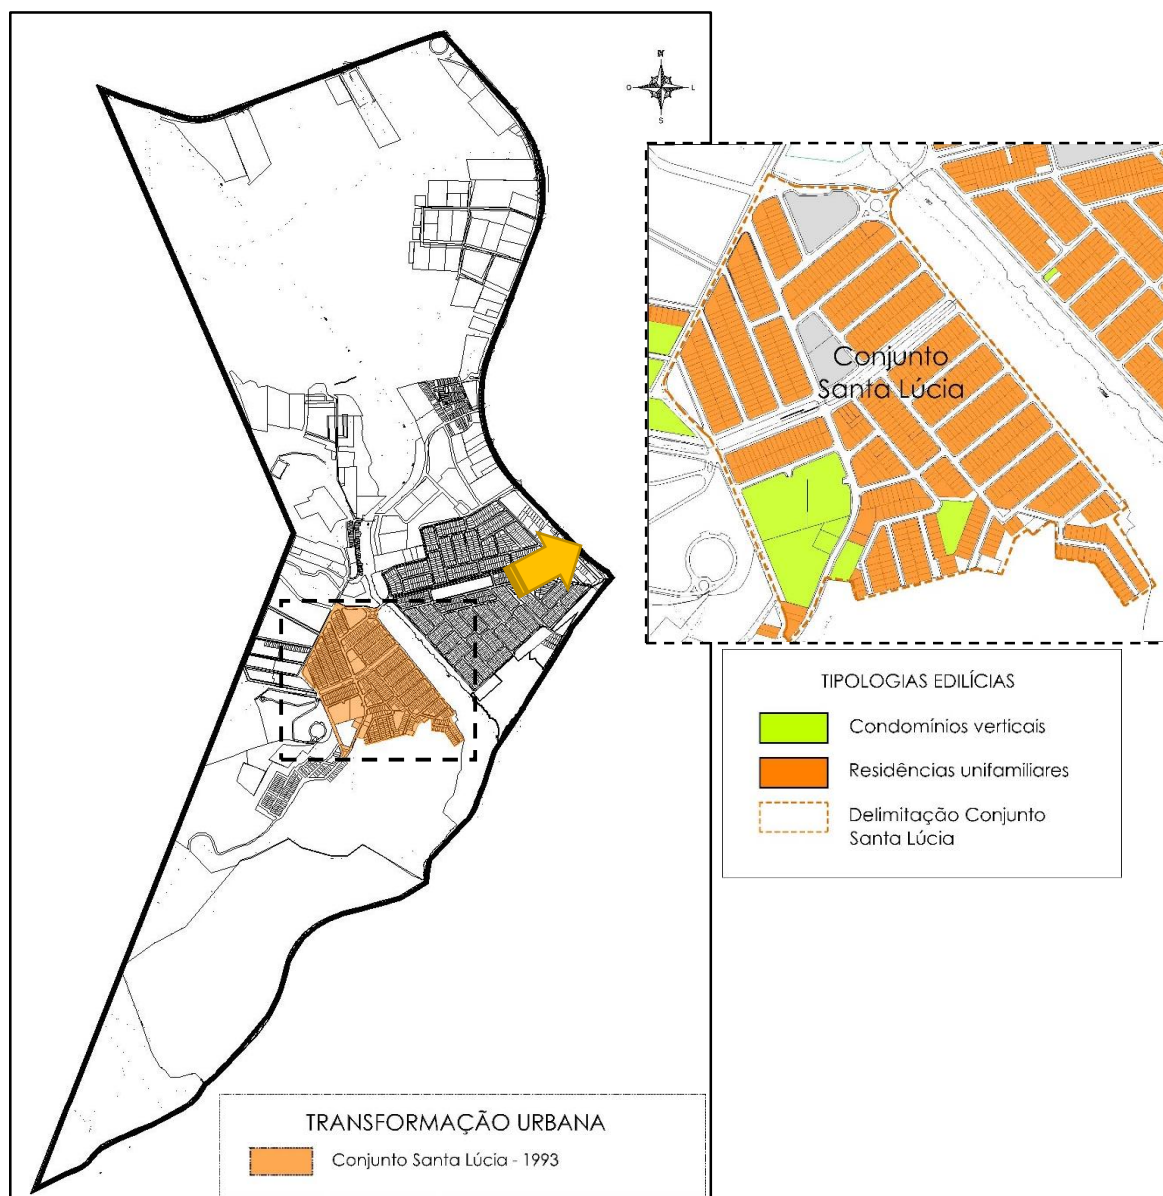 N
O
L
S
Conjunto
Santa Lúcia
TIPOLOGIAS EDILÍCIAS
Condomínios verticais
Residências unifamiliares
Delimitação Conjunto
Santa Lúcia
TRANSFORMAÇÃO URBANA
Conjunto Santa Lúcia - 1993